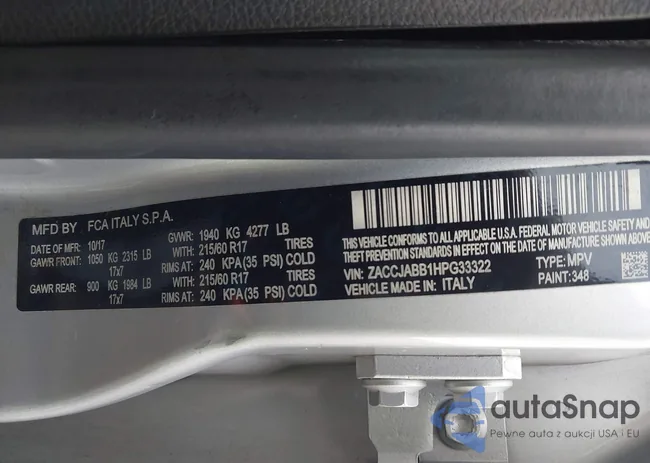 MFD BY FCA ITALY S.P.A.
DATE OF MFR 10/17 GVWR: 1940 KG 4277 LB
GAWR FRONT: 1050 KG 2315 LB WITH 215/60 R17 TIRES
17x7 RIMS AT: 240 KPA (35 PSI) COLD
GAWR REAR: 900 KG 1984 LB WITH 215/60 R17 TIRES
17x7 RIMS AT: 240 KPA (35 PSI) COLD
THIS VEHICLE CONFORMS TO ALL APPLICABLE U.S.A. FEDERAL MOTOR VEHICLE SAFETY AND
THEFT PREVENTION STANDARDS IN EFFECT ON THE DATE OF MANUFACTURE SHOWN ABOVE.
VIN: ZACCJABB1HPG33322 TYPE: MPV
VEHICLE MADE IN: ITALY PAINT: 348
autaSnap
Pewne auta z aukcji USA i EU